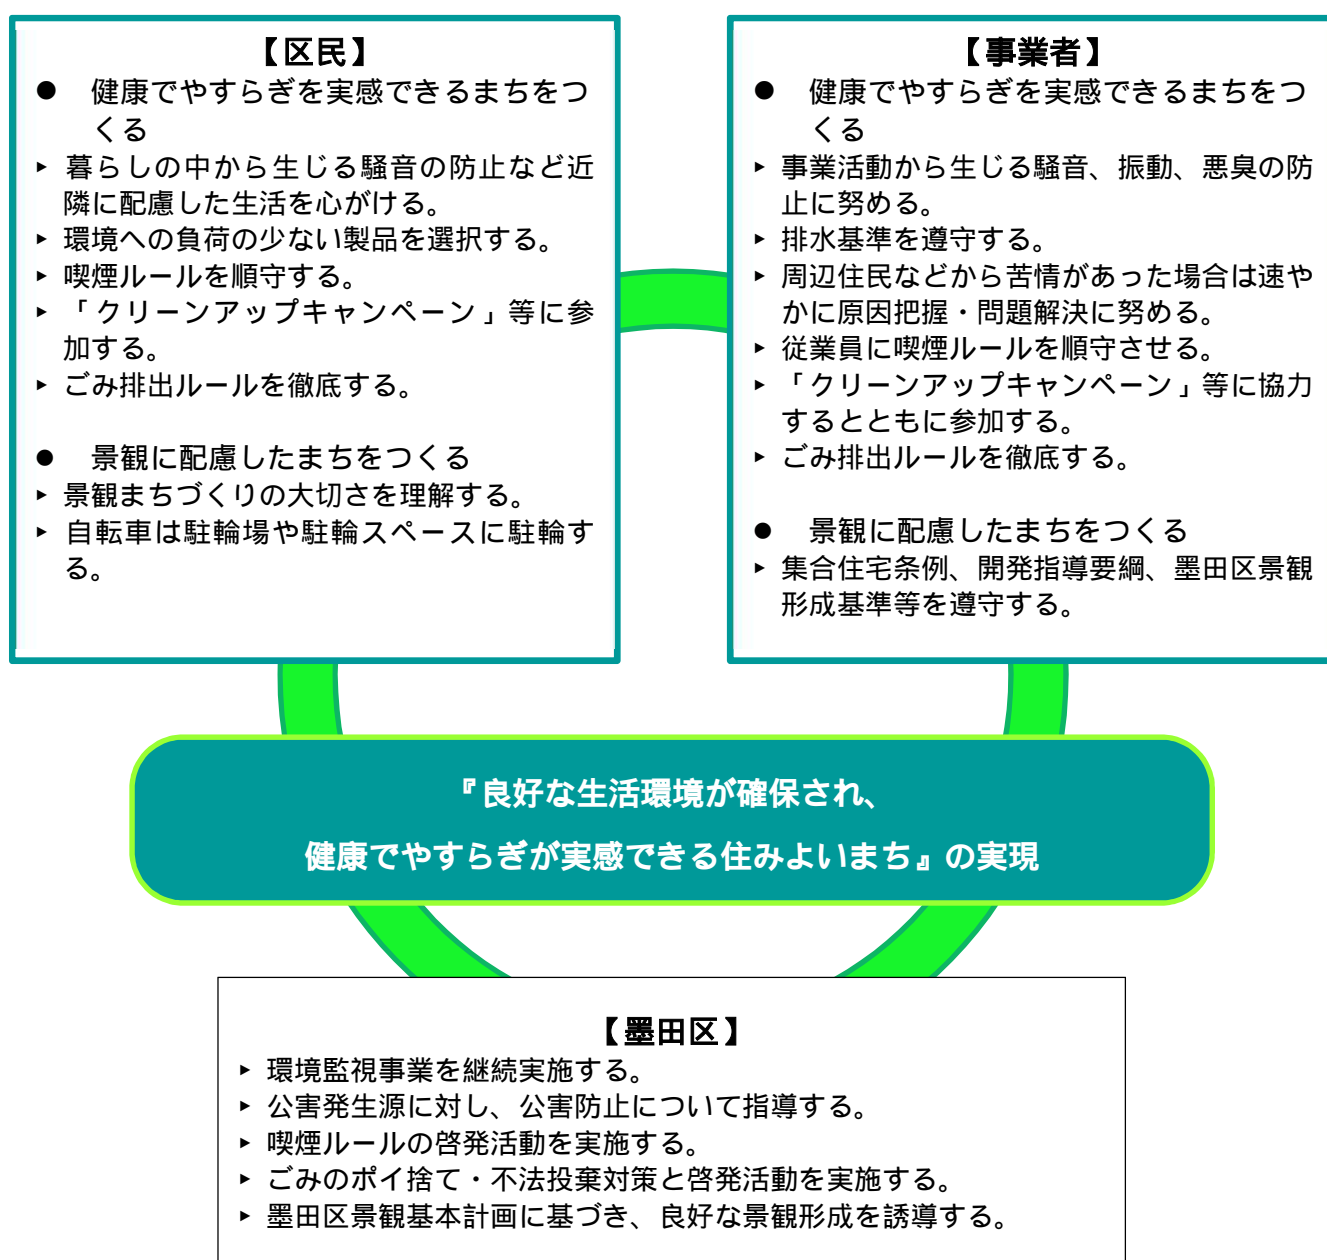 【区民】
● 健康でやすらぎを実感できるまちをつ
くる
▸ 暮らしの中から生じる騒音の防止など近
隣に配慮した生活を心がける。
▸ 環境への負荷の少ない製品を選択する。
▸ 喫煙ルールを順守する。
▸ 「クリーンアップキャンペーン」等に参
加する。
▸ ごみ排出ルールを徹底する。
● 景観に配慮したまちをつくる
▸ 景観まちづくりの大切さを理解する。
▸ 自転車は駐輪場や駐輪スペースに駐輪す
る。
【事業者】
● 健康でやすらぎを実感できるまちをつ
くる
▸ 事業活動から生じる騒音、振動、悪臭の防
止に努める。
▸ 排水基準を遵守する。
▸ 周辺住民などから苦情があった場合は速や
かに原因把握・問題解決に努める。
▸ 従業員に喫煙ルールを順守させる。
▸ 「クリーンアップキャンペーン」等に協力
するとともに参加する。
▸ ごみ排出ルールを徹底する。
● 景観に配慮したまちをつくる
▸ 集合住宅条例、開発指導要綱、墨田区景観
形成基準等を遵守する。
『良好な生活環境が確保され、
健康でやすらぎが実感できる住みよいまち』の実現
【墨田区】
▸ 環境監視事業を継続実施する。
▸ 公害発生源に対し、公害防止について指導する。
▸ 喫煙ルールの啓発活動を実施する。
▸ ごみのポイ捨て・不法投棄対策と啓発活動を実施する。
▸ 墨田区景観基本計画に基づき、良好な景観形成を誘導する。